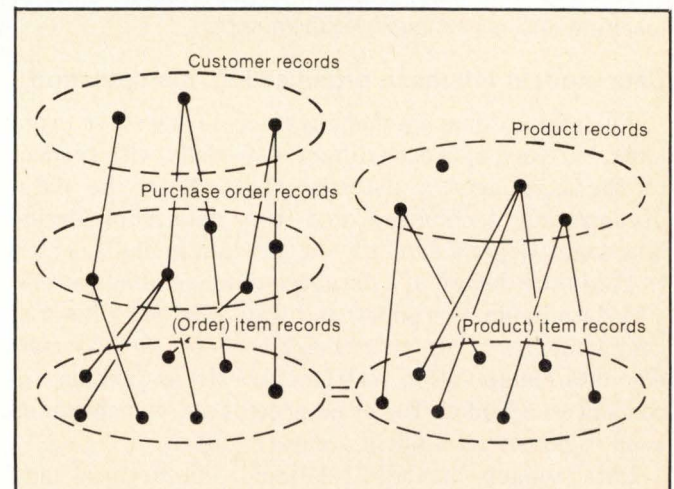 Customer records
Product records
Purchase order records
(Order) item records
(Product) item records
=